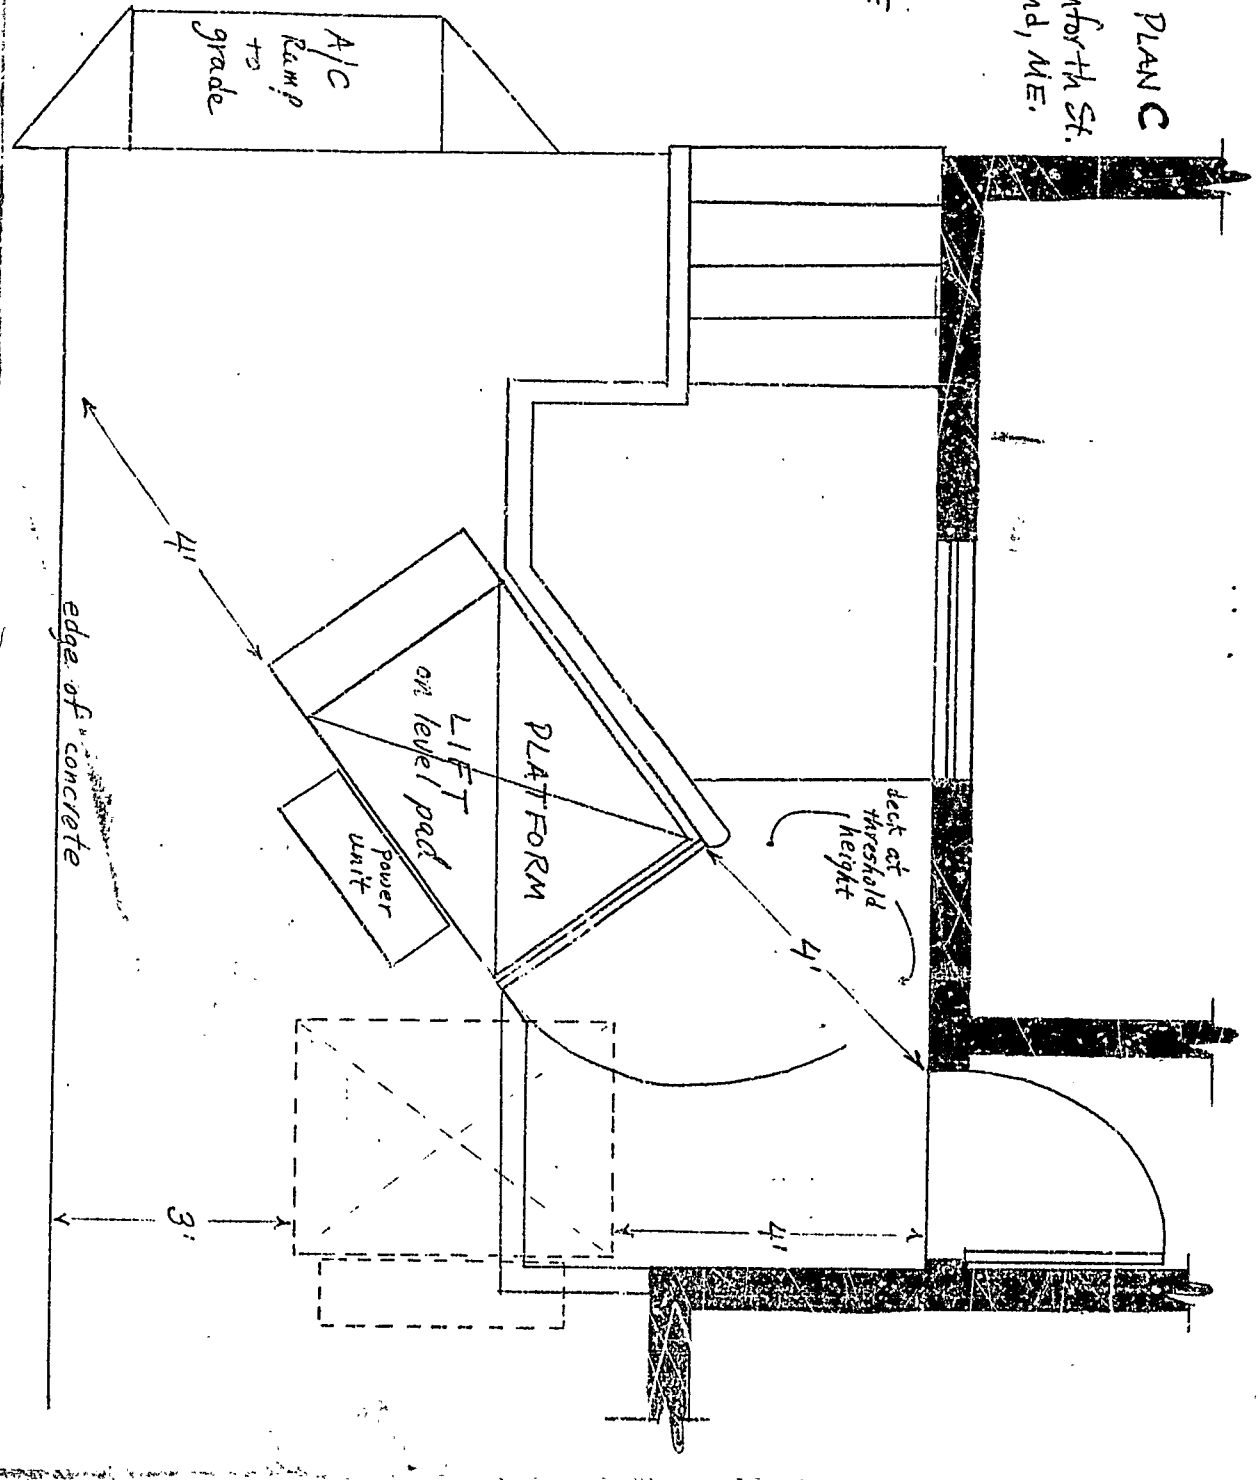 PLAN C
nforth St.
nd, ME.
A/C
Ramp
to
grade
deck at
threshold
height
4'
PLATFORM
LIFT
on level pad
power
unit
4'
4'
3'
edge of concrete